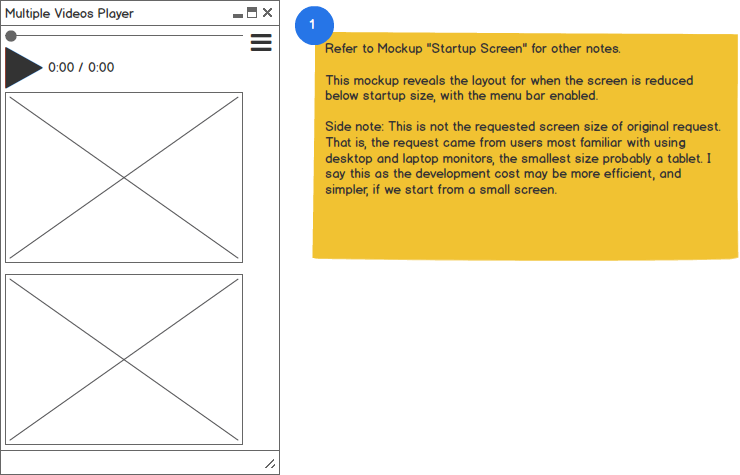 Multiple Videos Player
0:00 / 0:00
1
Refer to Mockup "Startup Screen" for other notes.
This mockup reveals the layout for when the screen is reduced
below startup size, with the menu bar enabled.
Side note: This is not the requested screen size of original request.
That is, the request came from users most familiar with using
desktop and laptop monitors, the smallest size probably a tablet. I
say this as the development cost may be more efficient, and
simpler, if we start from a small screen.